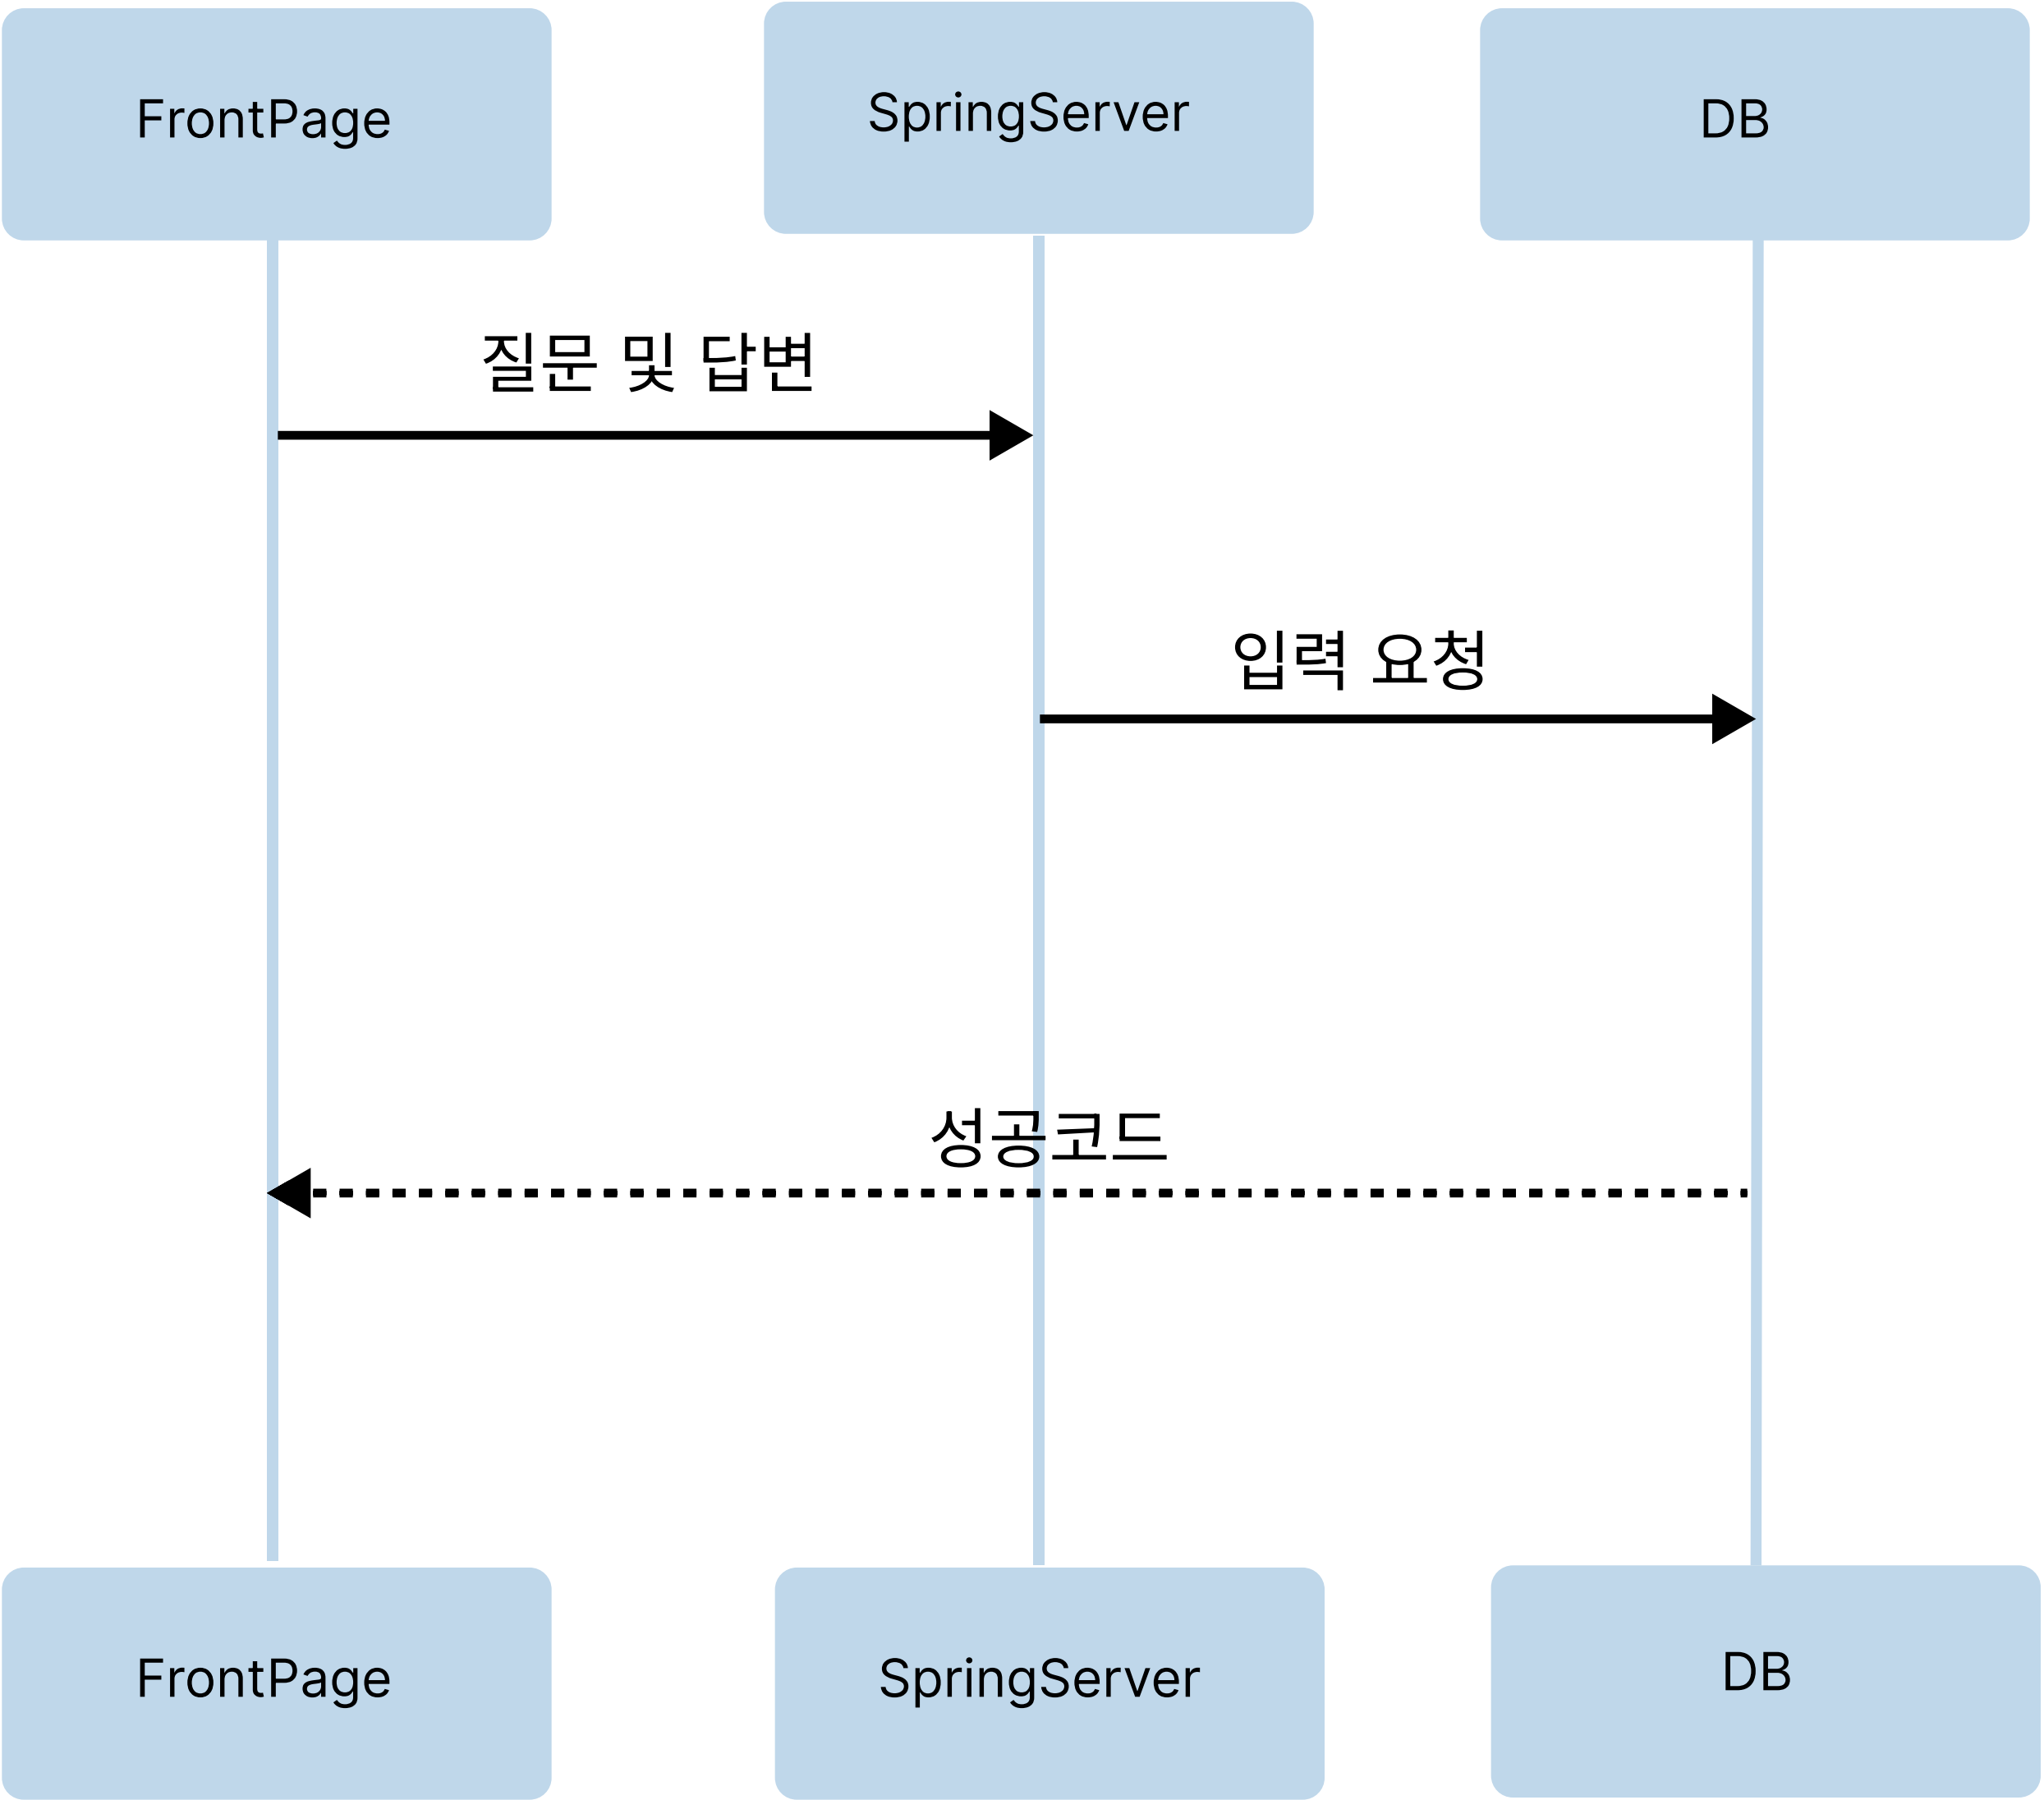 FrontPage
SpringServer
DB
질문 및 답변
입력 요청
성공코드
FrontPage
SpringServer
DB